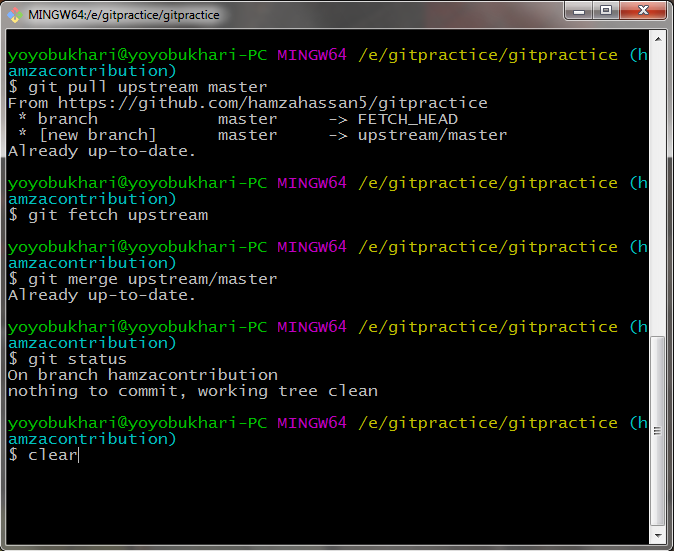 MINGW64:/e/gitpractice/gitpractice
yoyobukhari@yoyobukhari-PC MINGW64 /e/gitpractice/gitpractice (h
amzacontribution)
$ git pull upstream master
From https://github.com/hamzahassan5/gitpractice
 * branch            master     -> FETCH_HEAD
 * [new branch]      master     -> upstream/master
Already up-to-date.
yoyobukhari@yoyobukhari-PC MINGW64 /e/gitpractice/gitpractice (h
amzacontribution)
$ git fetch upstream
yoyobukhari@yoyobukhari-PC MINGW64 /e/gitpractice/gitpractice (h
amzacontribution)
$ git merge upstream/master
Already up-to-date.
yoyobukhari@yoyobukhari-PC MINGW64 /e/gitpractice/gitpractice (h
amzacontribution)
$ git status
On branch hamzacontribution
nothing to commit, working tree clean
yoyobukhari@yoyobukhari-PC MINGW64 /e/gitpractice/gitpractice (h
amzacontribution)
$ clear